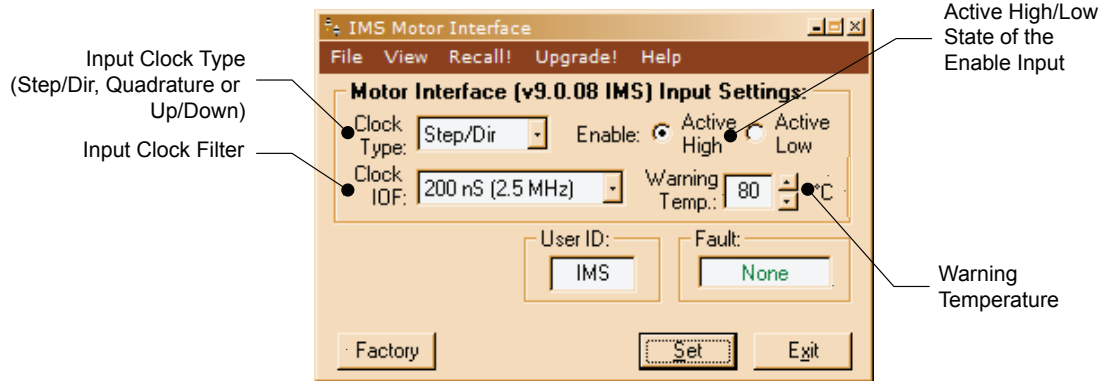 Active High/Low
State of the
Enable Input
Input Clock Type
(Step/Dir, Quadrature or
Up/Down)
Input Clock Filter
IMS Motor Interface
File View Recall! Upgrade! Help
Motor Interface (v9.0.08 IMS) Input Settings:
Clock
Type:
Step/Dir
Enable:
Active
High
Active
Low
Clock
IOF:
200 nS (2.5 MHz)
Warning
Temp.:
80
°C
User ID:
IMS
Fault:
None
Warning
Temperature
Factory
Set
Exit